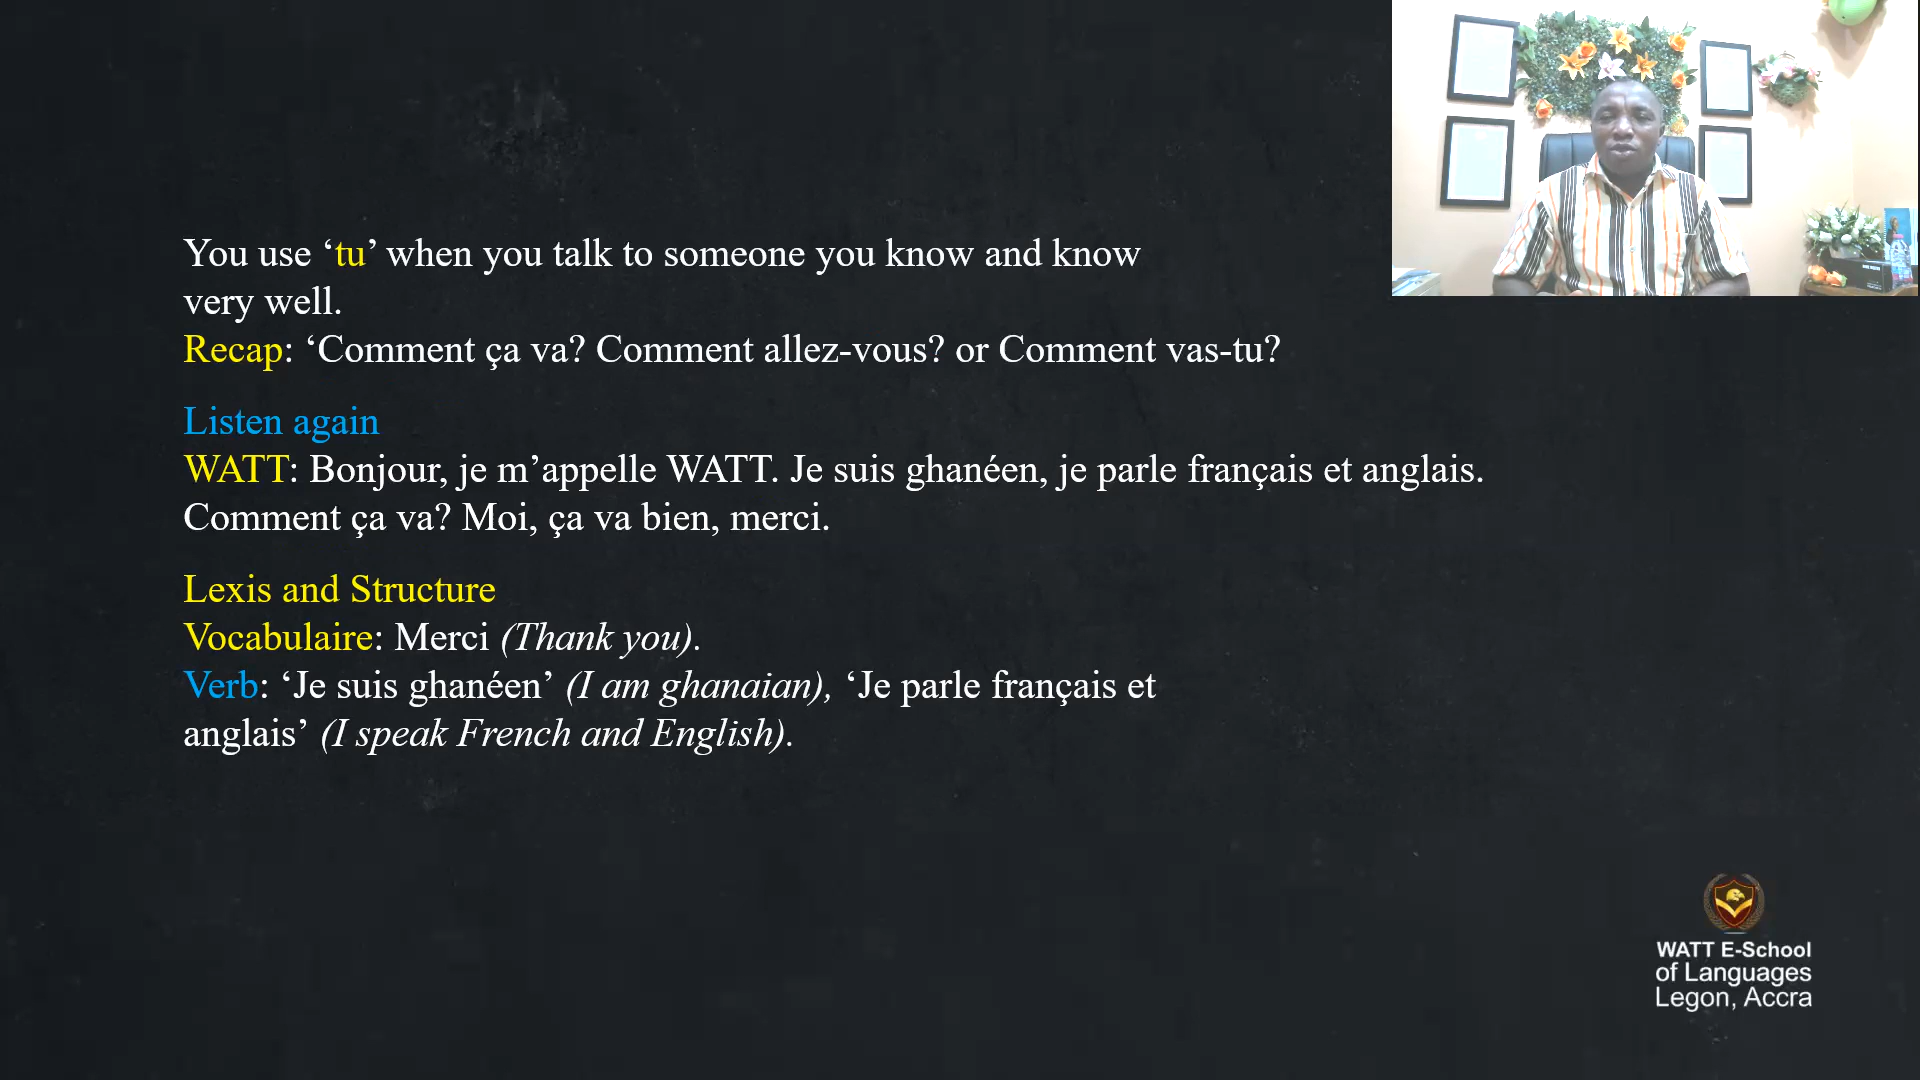 You use ‘tu’ when you talk to someone you know and know
very well.
Recap: ‘Comment ça va? Comment allez-vous? or Comment vas-tu?
Listen again
WATT: Bonjour, je m’appelle WATT. Je suis ghanéen, je parle français et anglais.
Comment ça va? Moi, ça va bien, merci.
Lexis and Structure
Vocabulaire: Merci (Thank you).
Verb: ‘Je suis ghanéen’ (I am ghanaian), ‘Je parle français et
anglais’ (I speak French and English).
WATT E-School
of Languages
Legon, Accra